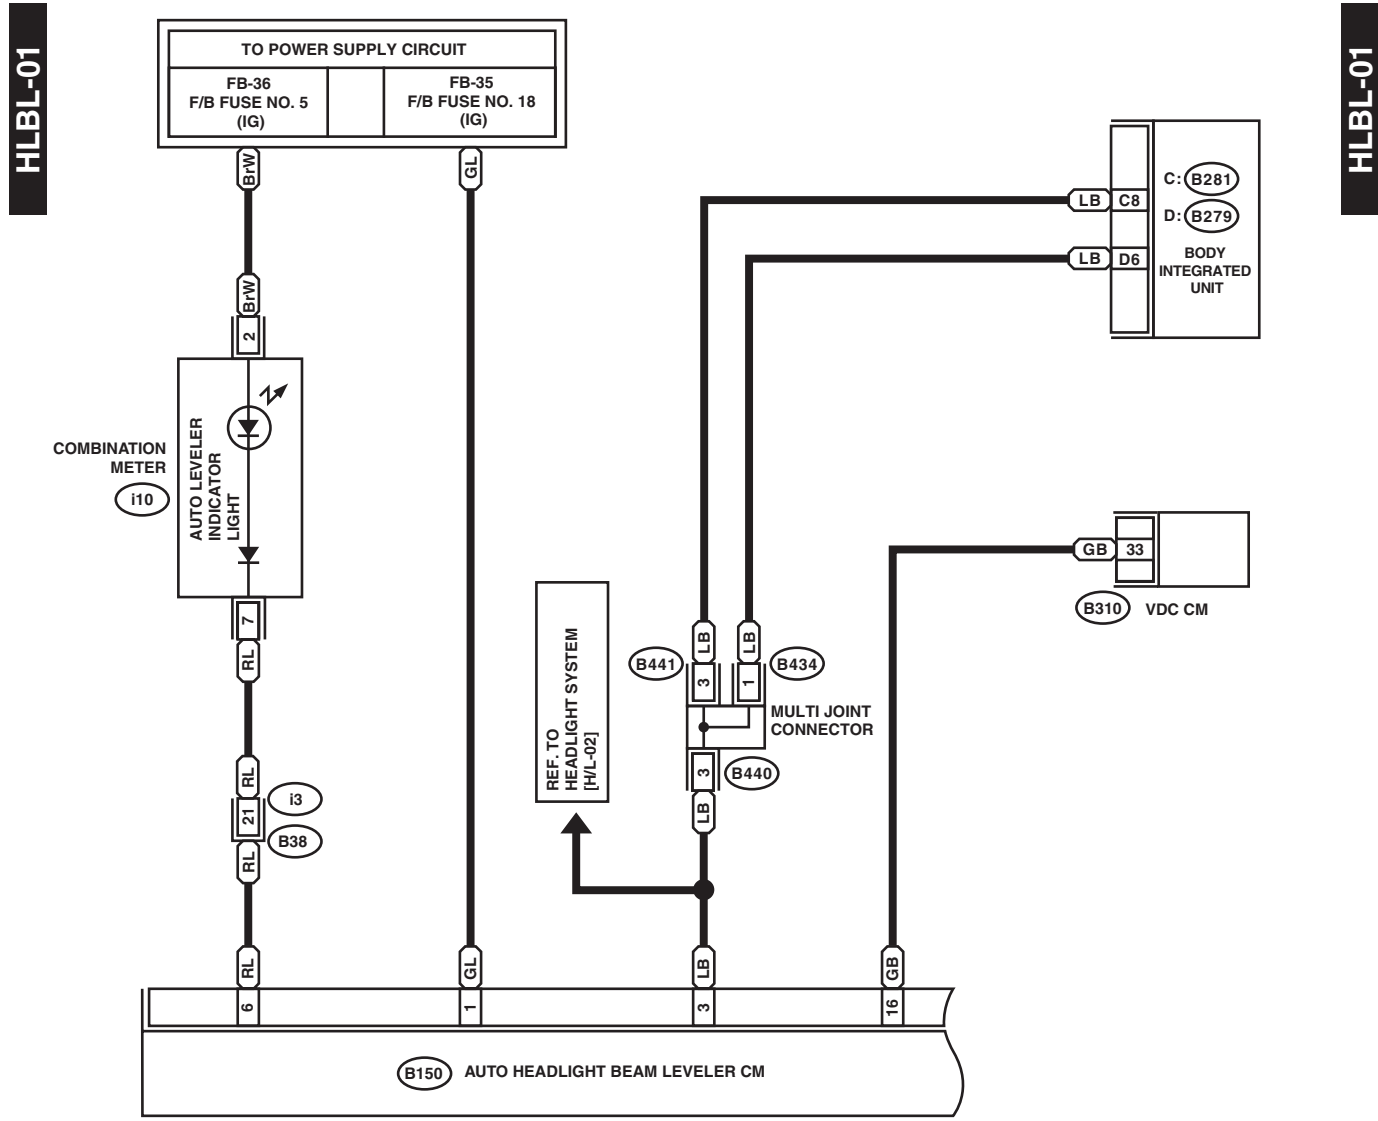 HLBL-01
HLBL-01
TO POWER SUPPLY CIRCUIT
FB-36
F/B FUSE NO. 5
(IG)
FB-35
F/B FUSE NO. 18
(IG)
BrW
GL
BrW
2
COMBINATION
METER
i10
AUTO LEVELER
INDICATOR
LIGHT
7
RL
RL
21
i3
B38
RL
RL
6
GL
1
LB
C8
LB
D6
C: B281
D: B279
BODY
INTEGRATED
UNIT
GB
33
B310
VDC CM
REF. TO
HEADLIGHT SYSTEM
[H/L-02]
LB
LB
B441
3
1
B434
MULTI JOINT
CONNECTOR
3
B440
LB
LB
3
GB
16
B150
AUTO HEADLIGHT BEAM LEVELER CM